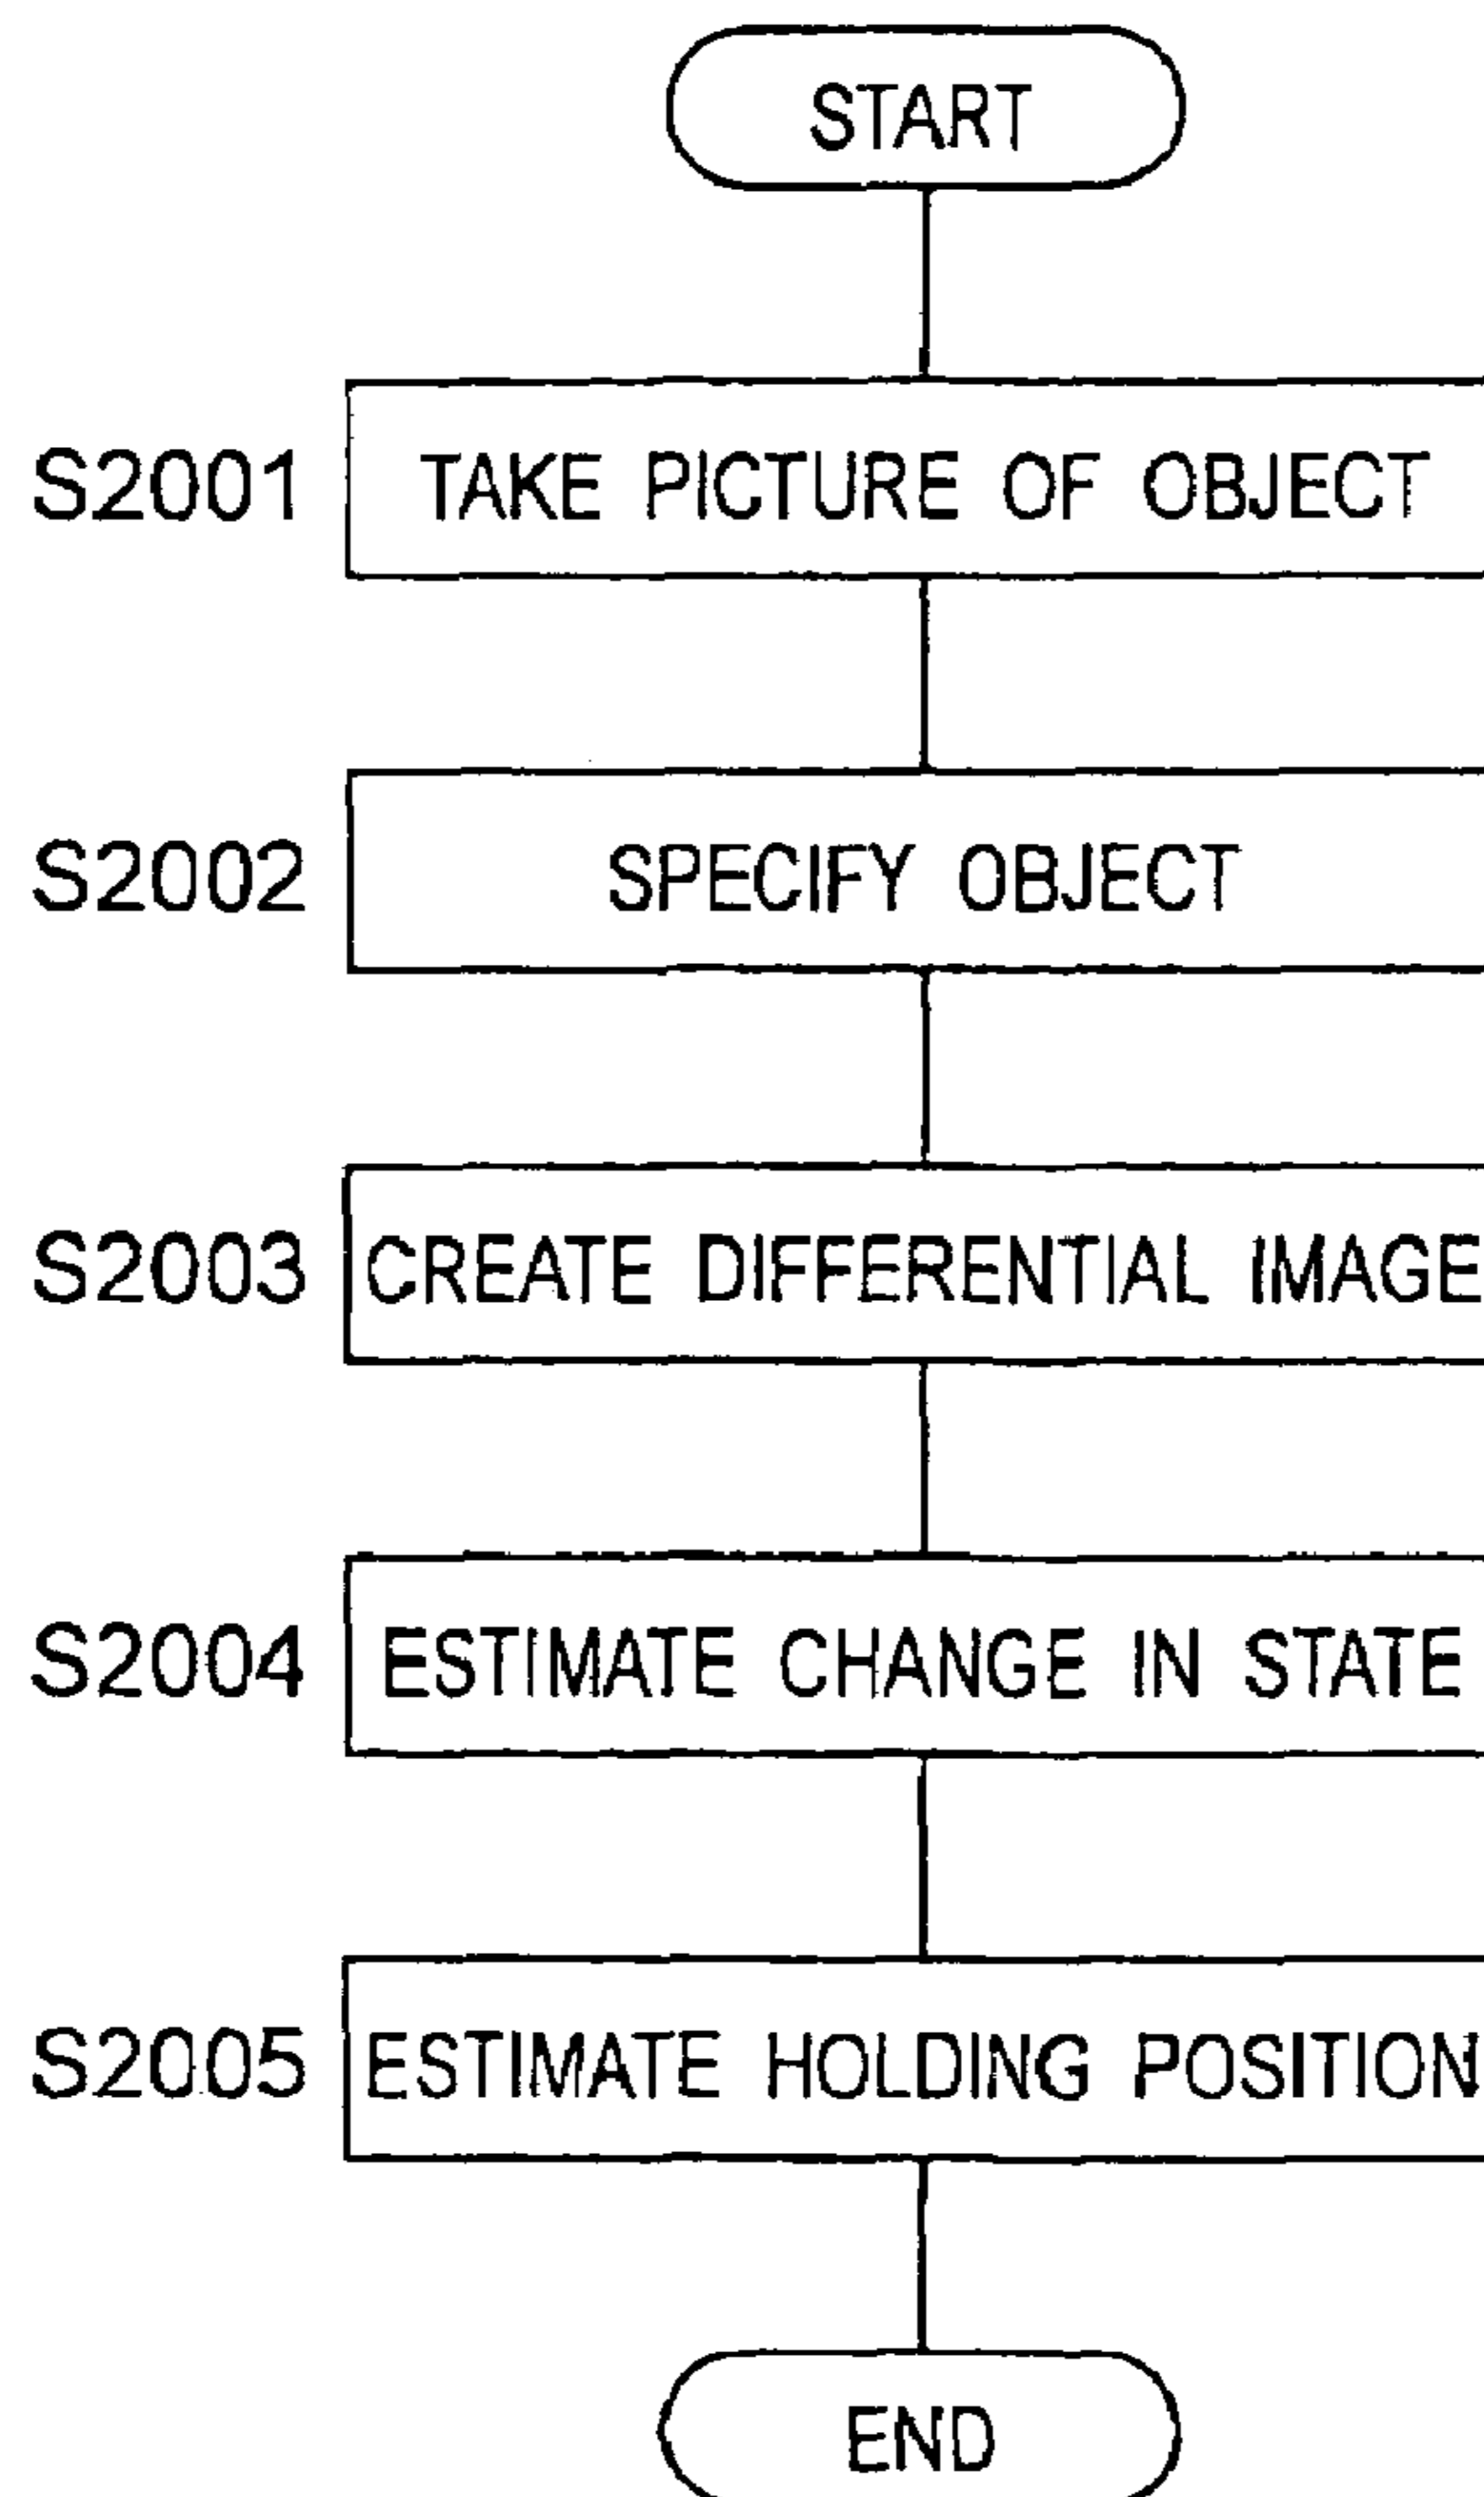 START
S2001 TAKE PICTURE OF OBJECT
S2002 SPECIFY OBJECT
S2003 CREATE DIFFERENTIAL IMAGE
S2004 ESTIMATE CHANGE IN STATE
S2005 ESTIMATE HOLDING POSITION
END